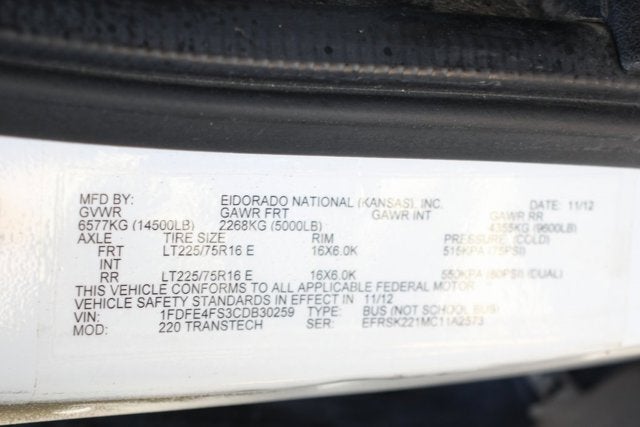 MFD BY: EIDORADO NATIONAL (KANSAS), INC. DATE: 11/12
GVWR GAWR FRT GAWR INT GAWR RR
6577KG (14500LB) 2268KG (5000LB) 4355KG (9600LB)
AXLE TIRE SIZE RIM PRESSURE (COLD)
FRT LT225/75R16 E 16X6.0K 515KPA (75PSI)
INT
RR LT225/75R16 E 16X6.0K 550KPA (80PSI) (DUAL)
THIS VEHICLE CONFORMS TO ALL APPLICABLE FEDERAL MOTOR
VEHICLE SAFETY STANDARDS IN EFFECT IN 11/12
VIN: 1FDFE4FS3CDB30259 TYPE: BUS (NOT SCHOOL BUS)
MOD: 220 TRANSTECH SER: EFRSK221MC11A2573